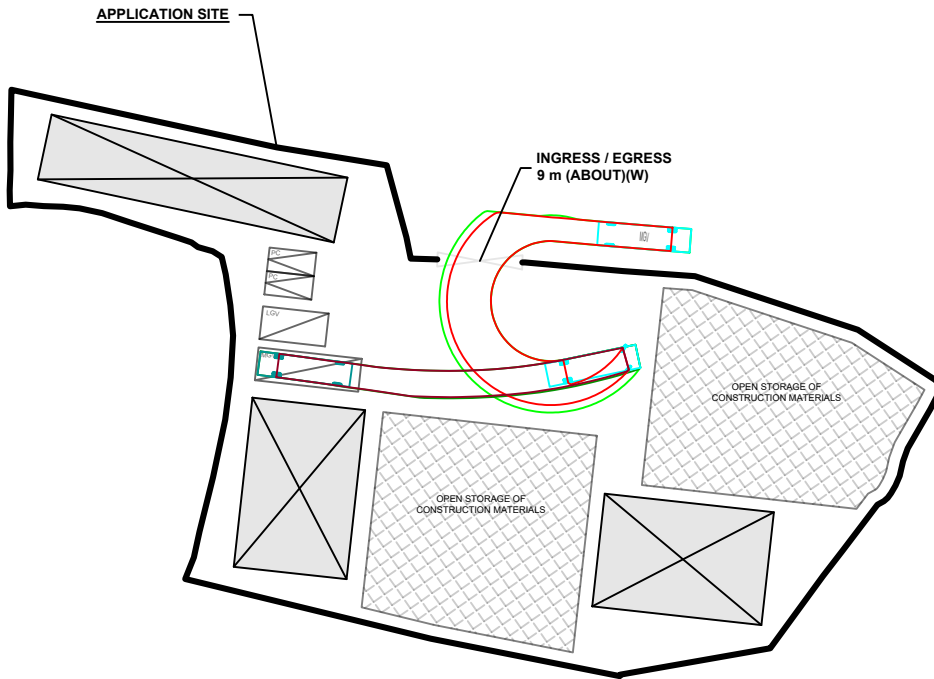 APPLICATION SITE
INGRESS / EGRESS
9 m (ABOUT)(W)
MGV
PC
PC
LGV
OPEN STORAGE OF
CONSTRUCTION MATERIALS
OPEN STORAGE OF
CONSTRUCTION MATERIALS